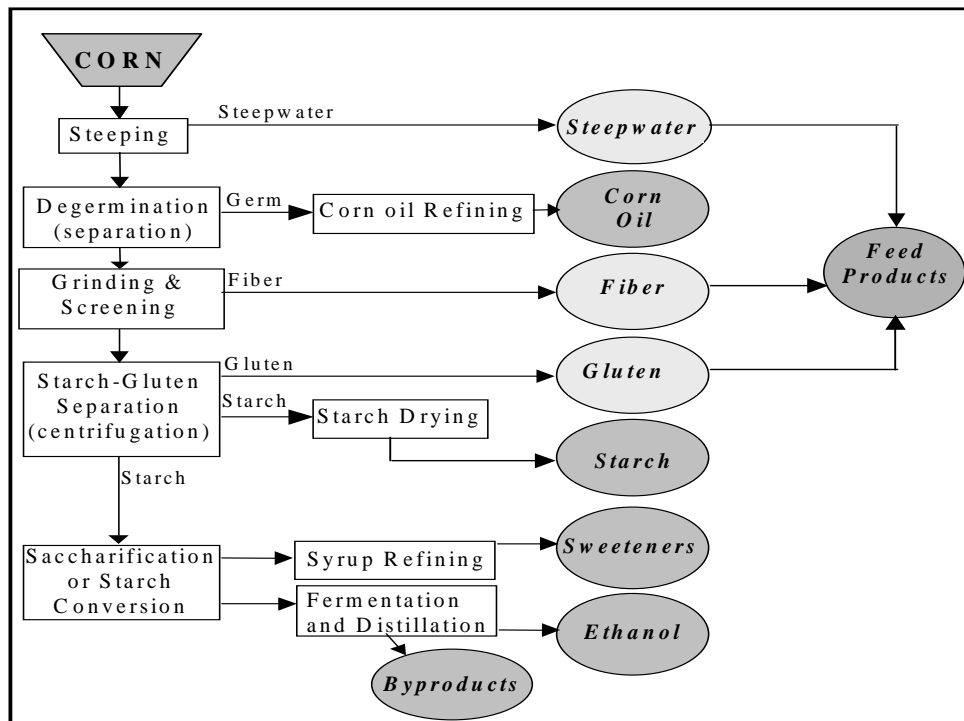 CORN
Steepwater
Steeping
Steepwater
Degermination
(separation)
Germ
Corn oil Refining
Corn
Oil
Feed
Products
Grinding &
Screening
Fiber
Fiber
Starch-Gluten
Separation
(centrifugation)
Gluten
Gluten
Starch
Starch Drying
Starch
Starch
Saccharification
or Starch
Conversion
Syrup Refining
Sweeteners
Fermentation
and Distillation
Ethanol
Byproducts